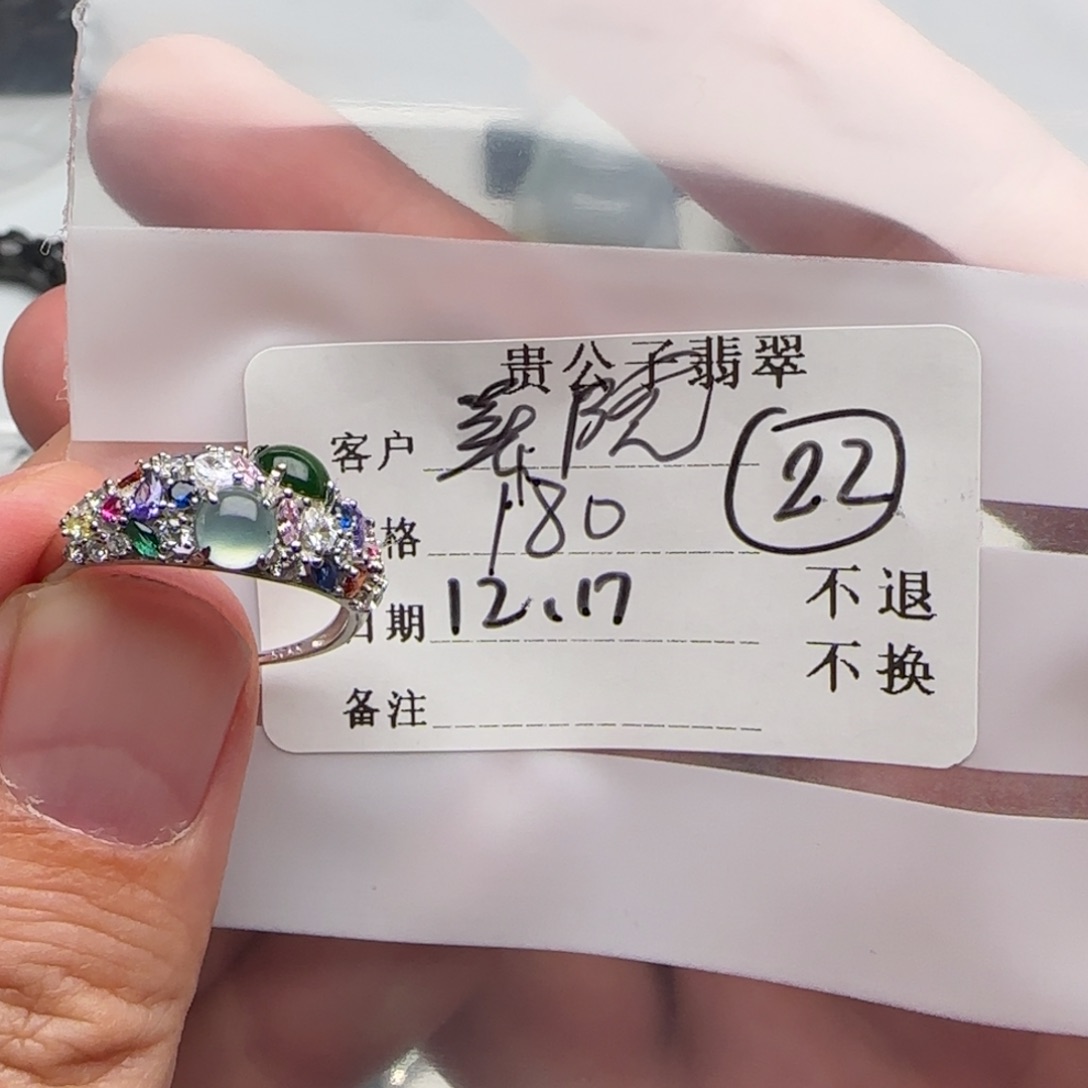 贵公子翡翠
客户
22
格 180
日期 12.17
不退
不换
备注